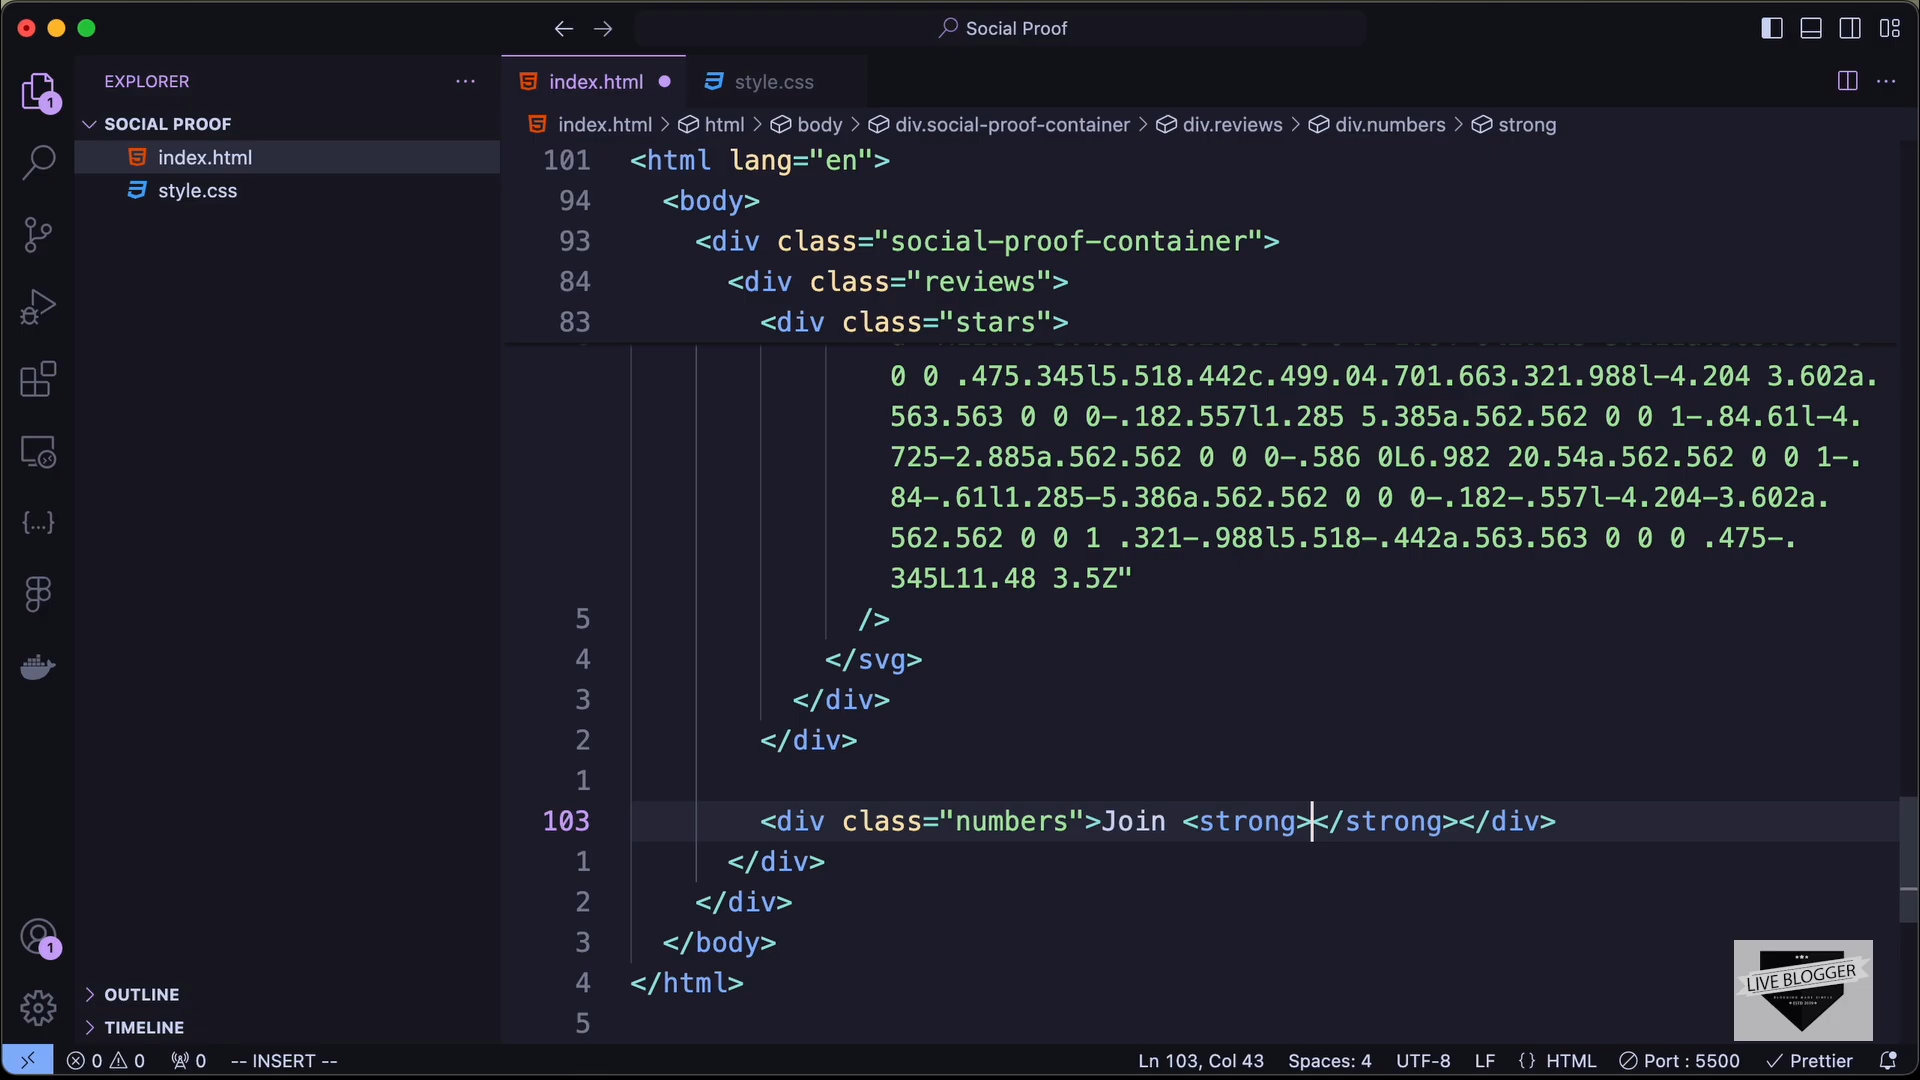 Social Proof
1
EXPLORER
SOCIAL PROOF
index.html
style.css
OUTLINE
TIMELINE
1
index.html
style.css
index.html > html > body > div.social-proof-container > div.reviews > div.numbers > strong
101 <html lang="en">
94 <body>
93 <div class="social-proof-container">
84 <div class="reviews">
83 <div class="stars">
0 0 .475.345l5.518.442c.499.04.701.663.321.988l-4.204 3.602a.
563.563 0 0 0-.182.557l1.285 5.385a.562.562 0 0 1-.84.61l-4.
725-2.885a.562.562 0 0 0-.586 0L6.982 20.54a.562.562 0 0 1-.
84-.61l1.285-5.386a.562.562 0 0 0-.182-.557l-4.204-3.602a.
562.562 0 0 1 .321-.988l5.518-.442a.563.563 0 0 0 .475-.
345L11.48 3.5Z"
5 />
4 </svg>
3 </div>
2 </div>
1
103 <div class="numbers">Join <strong></strong></div>
1 </div>
2 </div>
3 </body>
4 </html>
5
LIVE BLOGGER
0 0 0 -- INSERT -- Ln 103, Col 43 Spaces: 4 UTF-8 LF {} HTML Port : 5500 Prettier